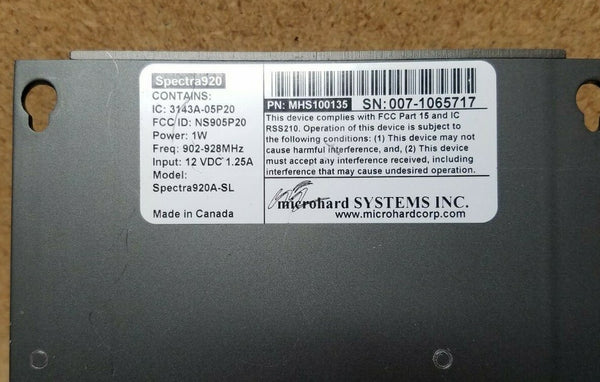 Spectra920
CONTAINS:
IC: 3143A-05P20
FCC ID: NS905P20
Power: 1W
Freq: 902-928MHz
Input: 12 VDC 1.25A
Model:
Spectra920A-SL
Made in Canada
PN: MHS100135 SN:007-1065717
This device complies with FCC Part 15 and IC
RSS210. Operation of this device is subject to
the following conditions: (1) This device may not
cause harmful interference, and, (2) This device
must accept any interference received, including
interference that may cause undesired operation.
microhard SYSTEMS INC.
www.microhardcorp.com